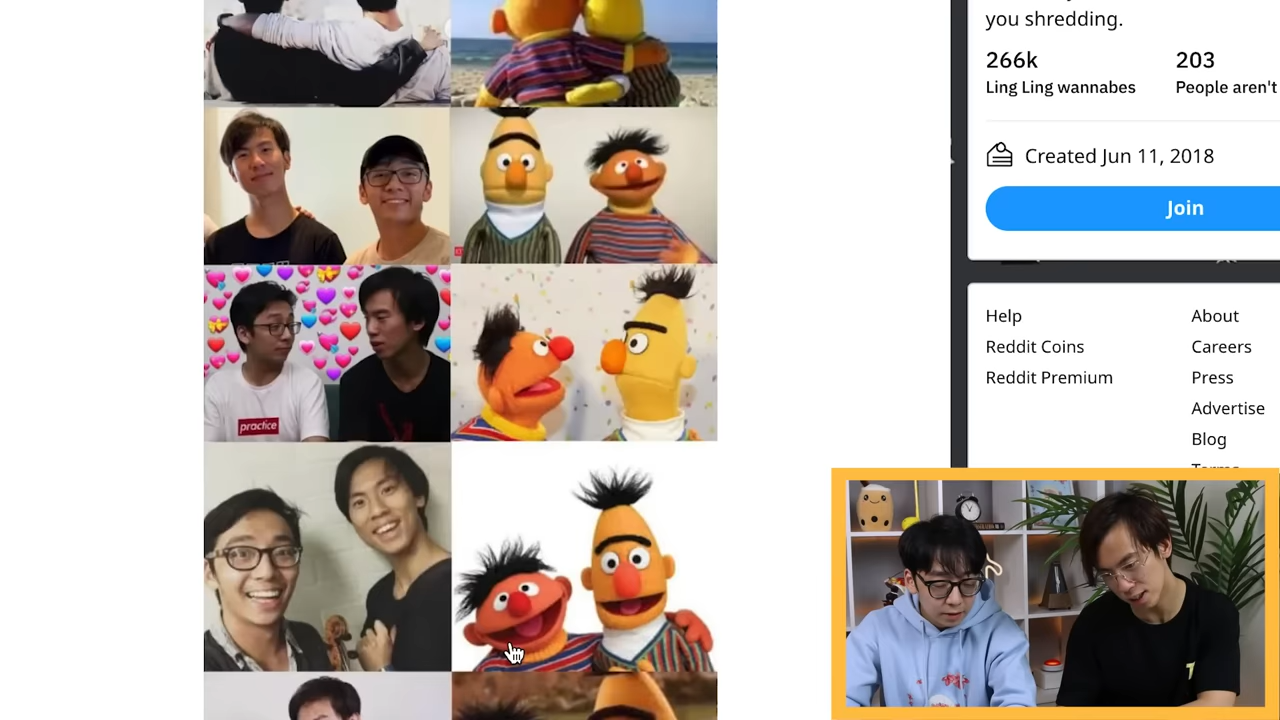 you shredding.
266k
203
Ling Ling wannabes
People aren't
Created Jun 11, 2018
Join
Help
About
Reddit Coins
Careers
Reddit Premium
Press
Advertise
Blog
practice